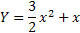 Y = 3/2 x² + x